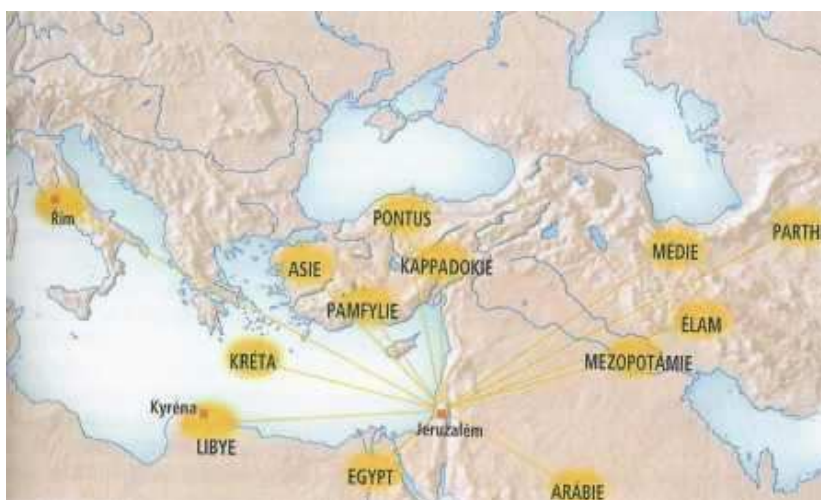 Řím
PONTUS
PARTH
MÉDIE
ASIE
KAPPADOKIE
PAMFYLIE
ÉLAM
KRÉTA
MEZOPOTÁMIE
Kyréna
Jeruzalém
LIBYE
EGYPT
ARÁBIE